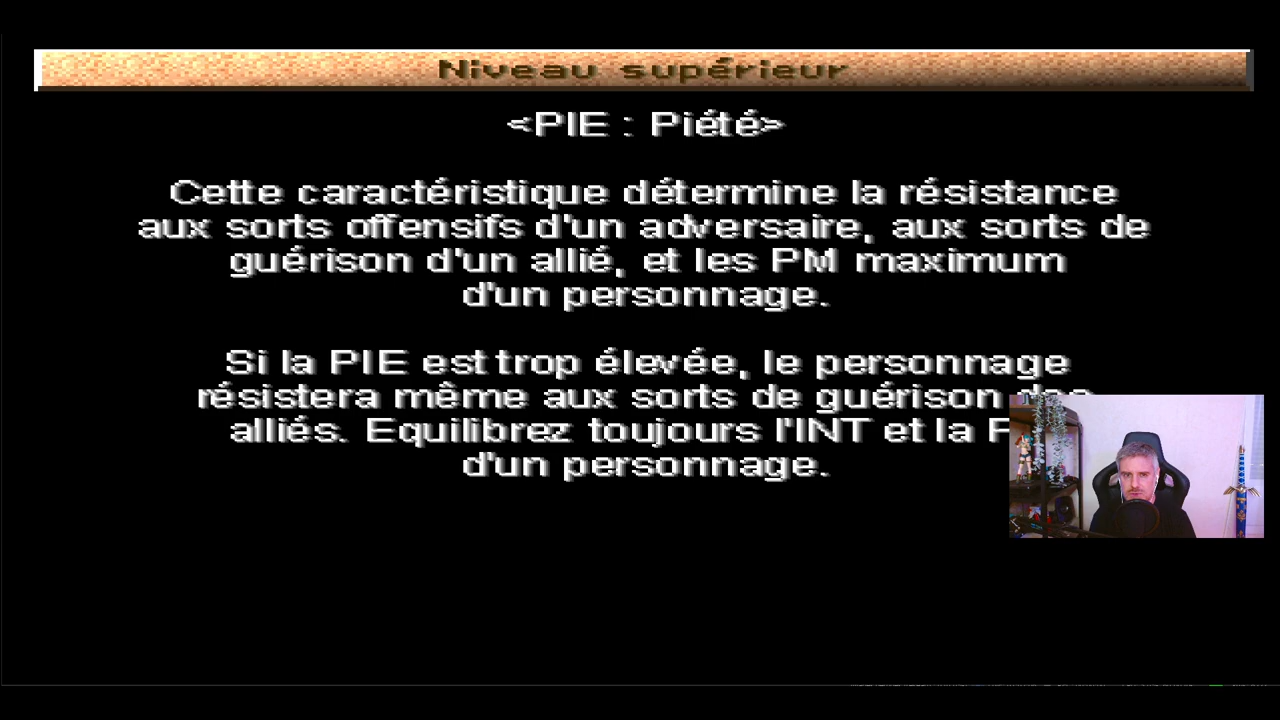 Niveau supérieur
<PIE : Piété>
Cette caractéristique détermine la résistance
aux sorts offensifs d'un adversaire, aux sorts de
guérison d'un allié, et les PM maximum
d'un personnage.
Si la PIE est trop élevée, le personnage
résistera même aux sorts de guérison
alliés. Equilibrez toujours l'INT et la
d'un personnage.